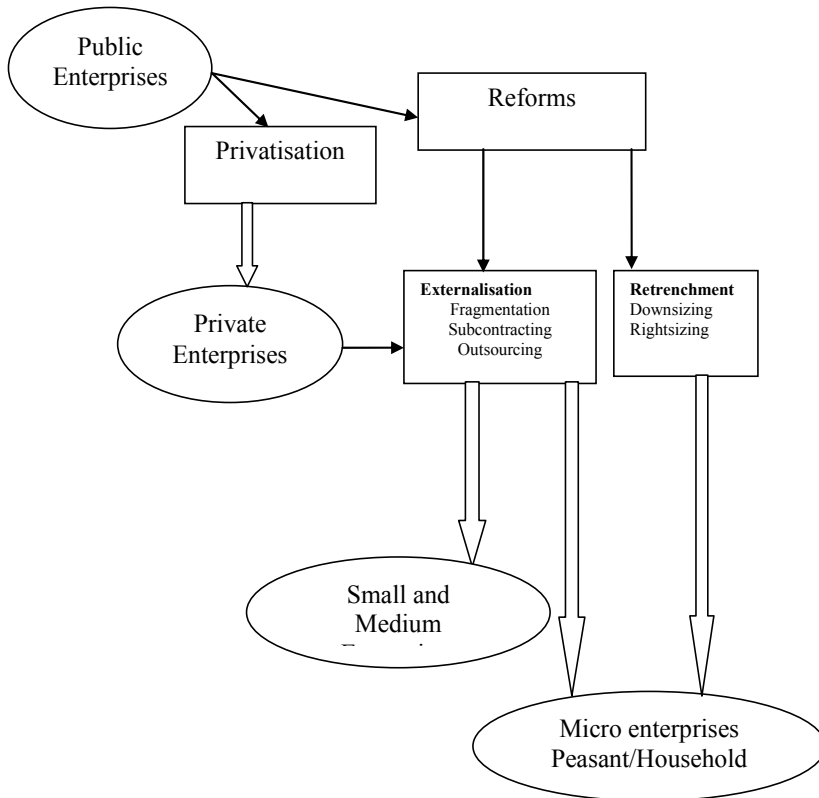 Public
Enterprises
Reforms
Privatisation
Externalisation
Fragmentation
Subcontracting
Outsourcing
Retrenchment
Downsizing
Rightsizing
Private
Enterprises
Small and
Medium
Micro enterprises
Peasant/Household